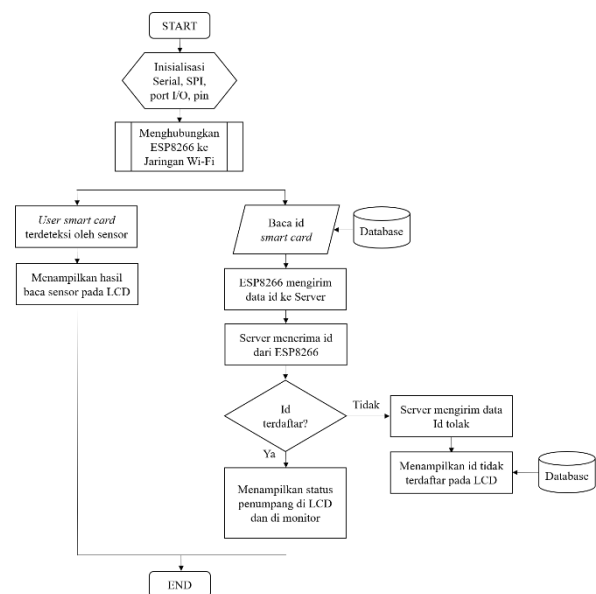 START
Inisialisasi
Serial, SPI,
port I/O, pin
Menghubungkan
ESP8266 ke
Jaringan Wi-Fi
User smart card
terdeteksi oleh sensor
Menampilkan hasil
baca sensor pada LCD
Baca id
smart card
Database
ESP8266 mengirim
data id ke Server
Server menerima id
dari ESP8266
Id
terdaftar?
Tidak
Ya
Server mengirim data
Id tolak
Menampilkan id tidak
terdaftar pada LCD
Database
Menampilkan status
penumpang di LCD
dan di monitor
END